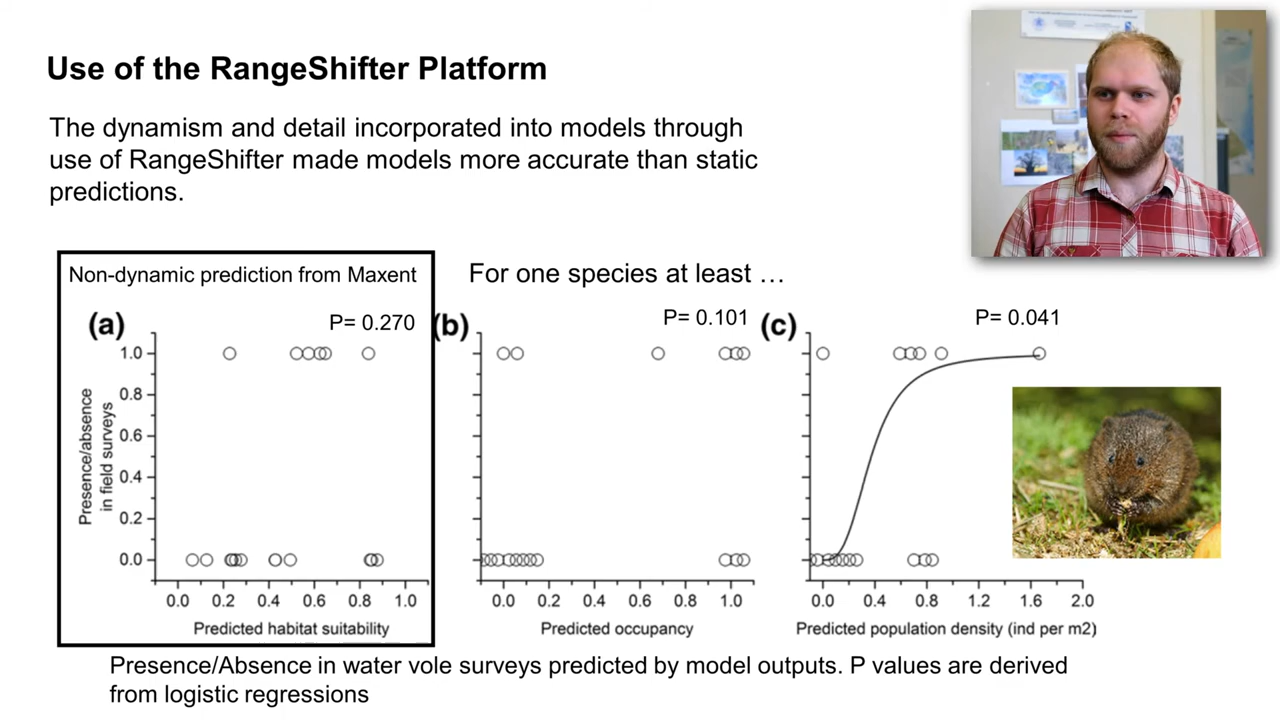 Use of the RangeShifter Platform
The dynamism and detail incorporated into models through
use of RangeShifter made models more accurate than static
predictions.
Non-dynamic prediction from Maxent
For one species at least …
(a)
P= 0.270
(b)
P= 0.101
(c)
P= 0.041
Presence/absence
in field surveys
1.0
0.8
0.6
0.4
0.2
0.0
0.0 0.2 0.4 0.6 0.8 1.0
Predicted habitat suitability
0.0 0.2 0.4 0.6 0.8 1.0
Predicted occupancy
0.0 0.4 0.8 1.2 1.6 2.0
Predicted population density (ind per m2)
Presence/Absence in water vole surveys predicted by model outputs. P values are derived
from logistic regressions